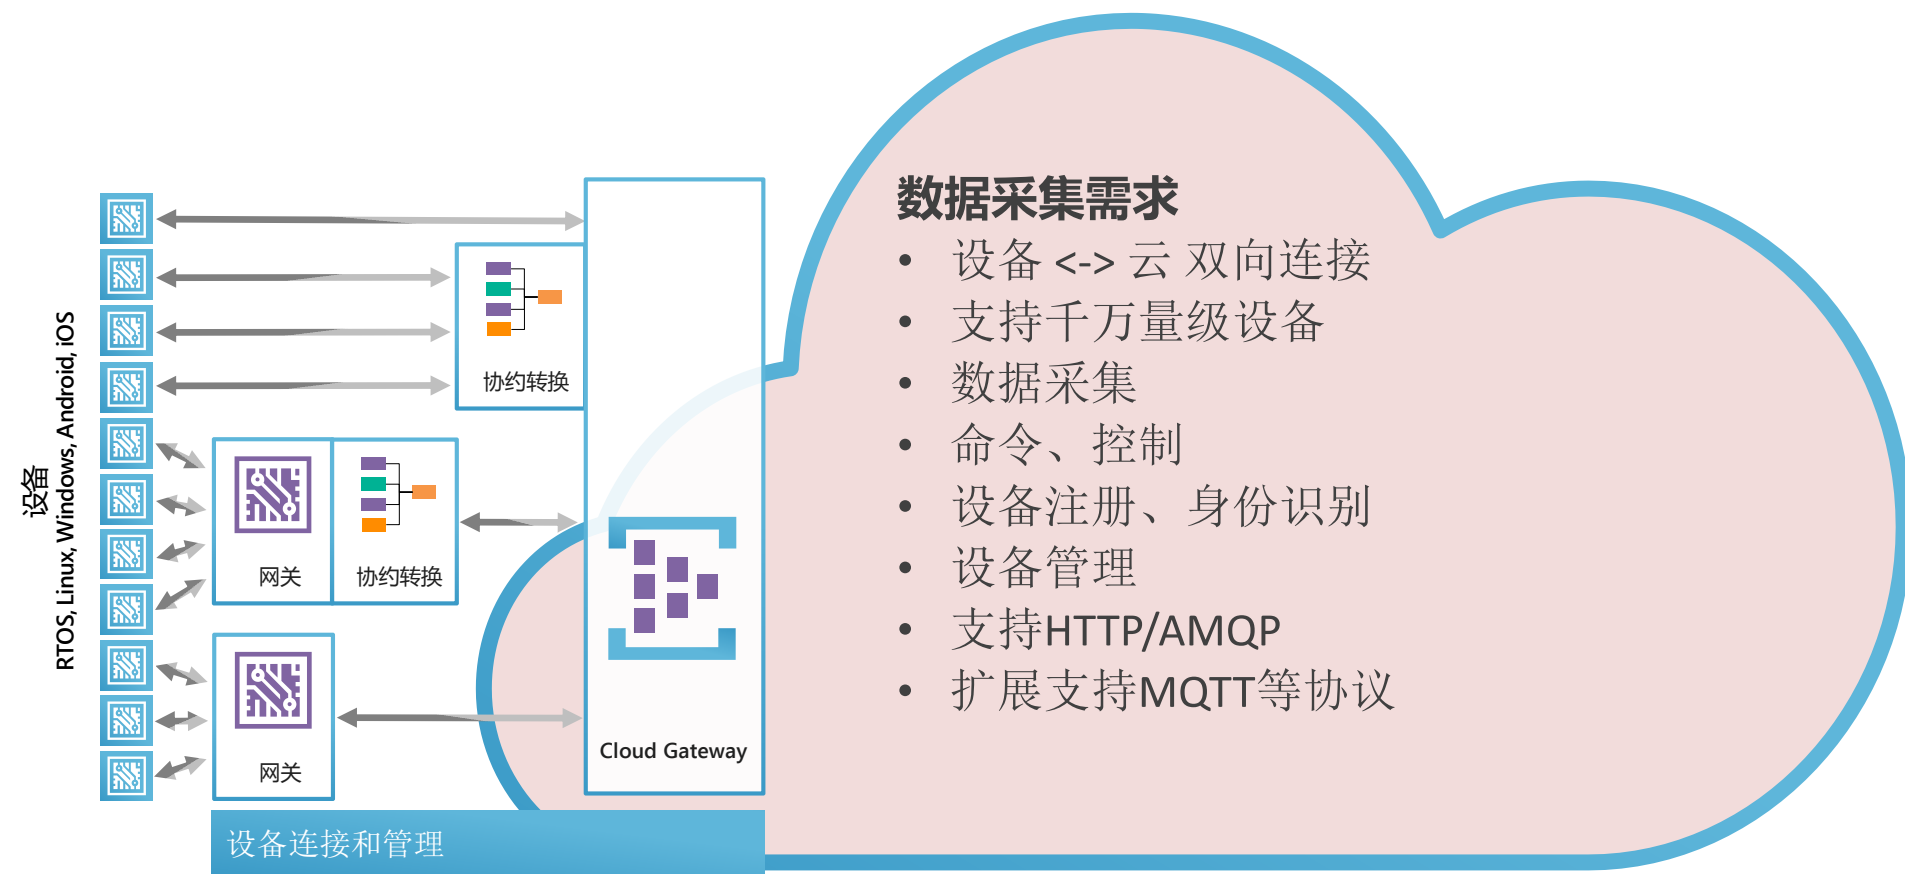 设备
RTOS, Linux, Windows, Android, iOS
协约转换
网关
协约转换
网关
Cloud Gateway
设备连接和管理
数据采集需求
• 设备 <-> 云 双向连接
• 支持千万量级设备
• 数据采集
• 命令、控制
• 设备注册、身份识别
• 设备管理
• 支持HTTP/AMQP
• 扩展支持MQTT等协议